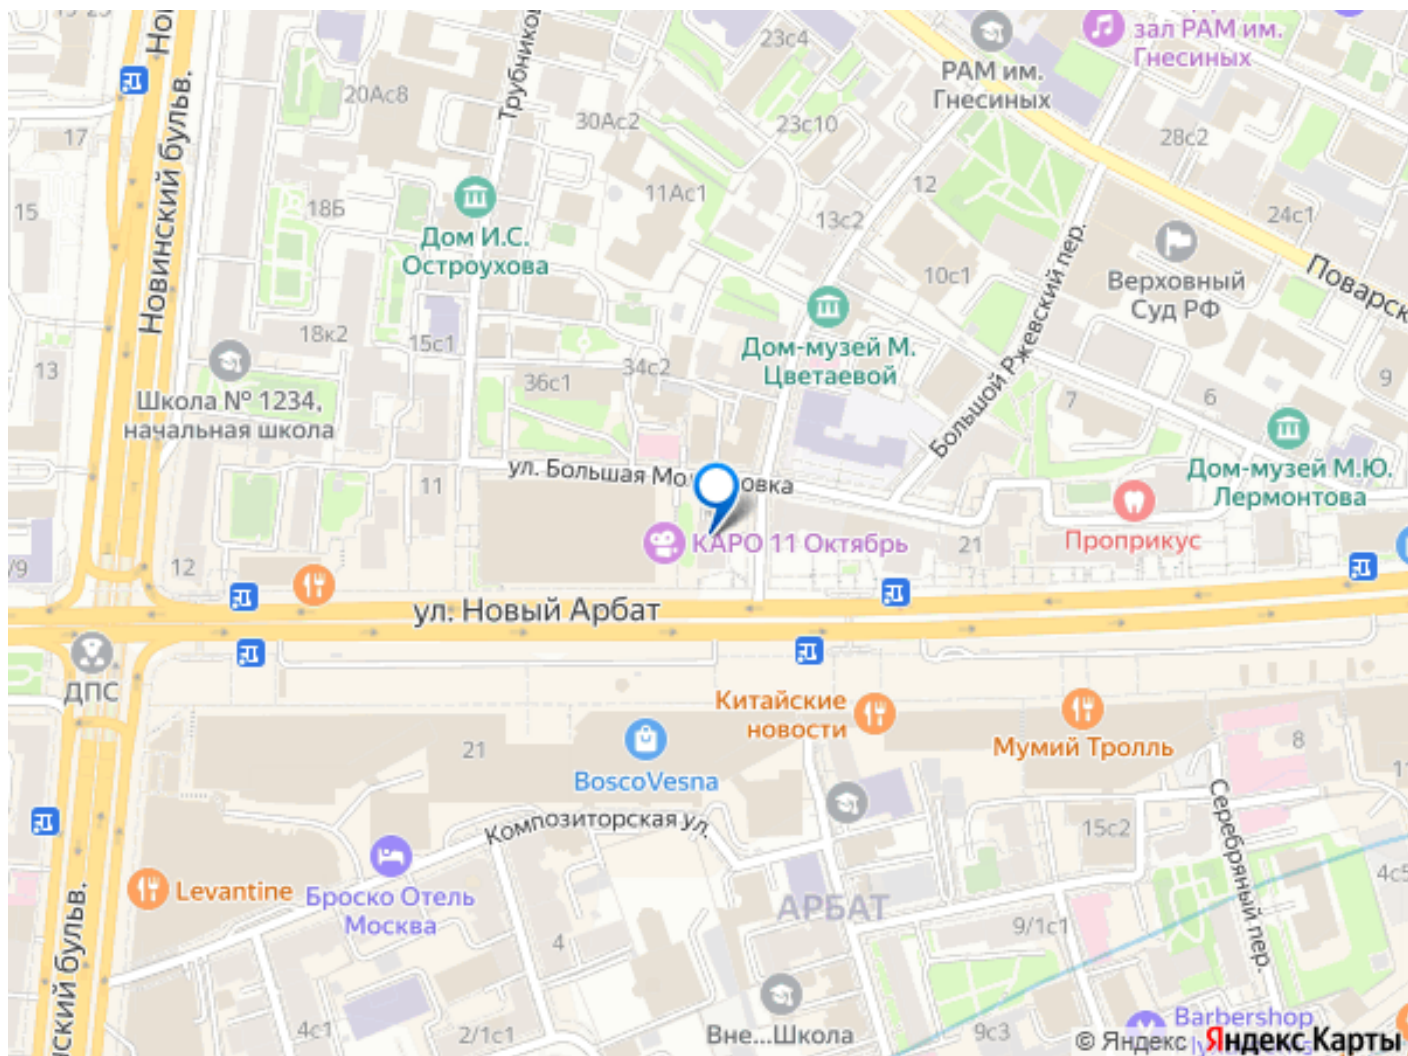 зал РАМ им.
Гнесиных
23с4
РАМ им.
Гнесиных
20Ас8
30Ас2
23с10
17
28с2
11Ас1
12
15
18Б
13с2
24с1
Новинский бульв.
Дом И.С.
Остроухова
10с1
Верховный
Суд РФ
Поварск
Большой Ржевский пер.
18к2
15с1
Дом-музей М.
Цветаевой
13
34с2
36с1
9
7
6
Школа № 1234,
начальная школа
ул. Большая Мол
овка
Дом-музей М.Ю.
Лермонтова
11
КАРО 11 Октябрь
21
Проприкус
/9
12
ул. Новый Арбат
ДПС
Китайские
новости
Мумий Тролль
21
8
BoscoVesna
Композиторская ул.
15с2
Серебряный пер.
4с5
Levantine
Броско Отель
Москва
АРБАТ
9/1с1
4
нский бульв.
4с1
2/1с1
Вне...Школа
9с3
Barbershop
© Яндекс Яндекс Карты